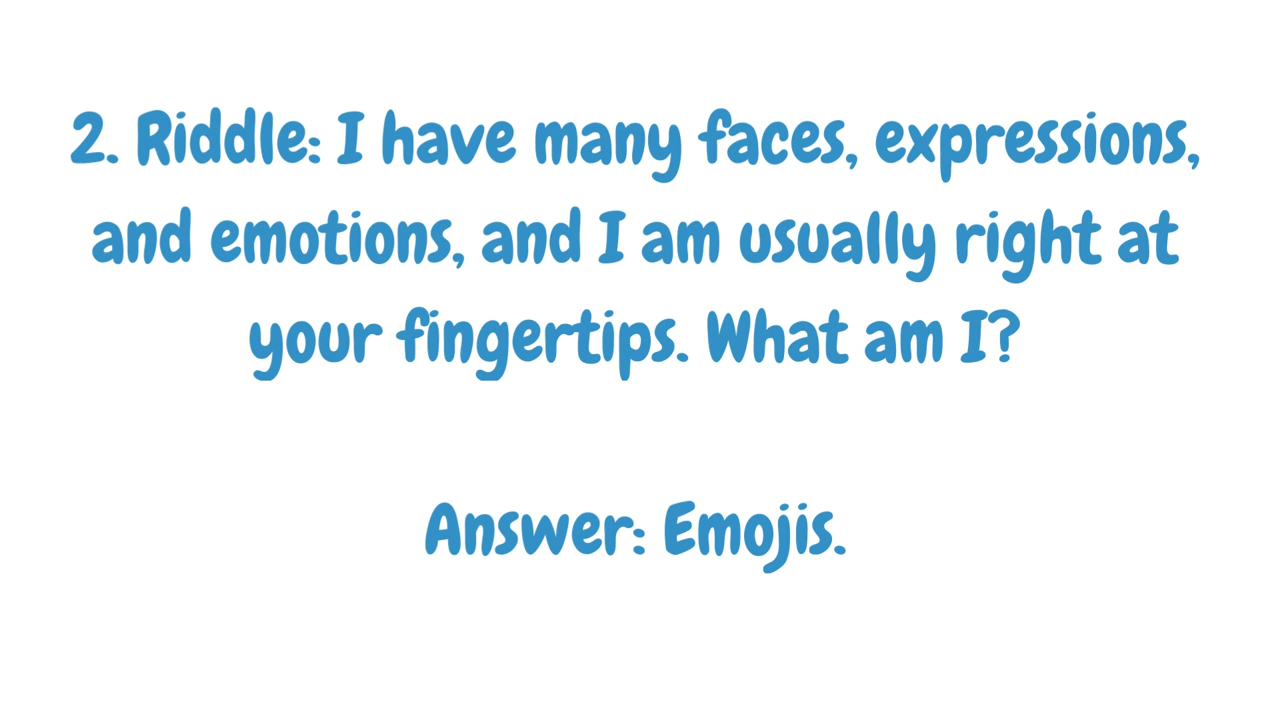 2. Riddle: I have many faces, expressions,
and emotions, and I am usually right at
your fingertips. What am I?
Answer: Emojis.